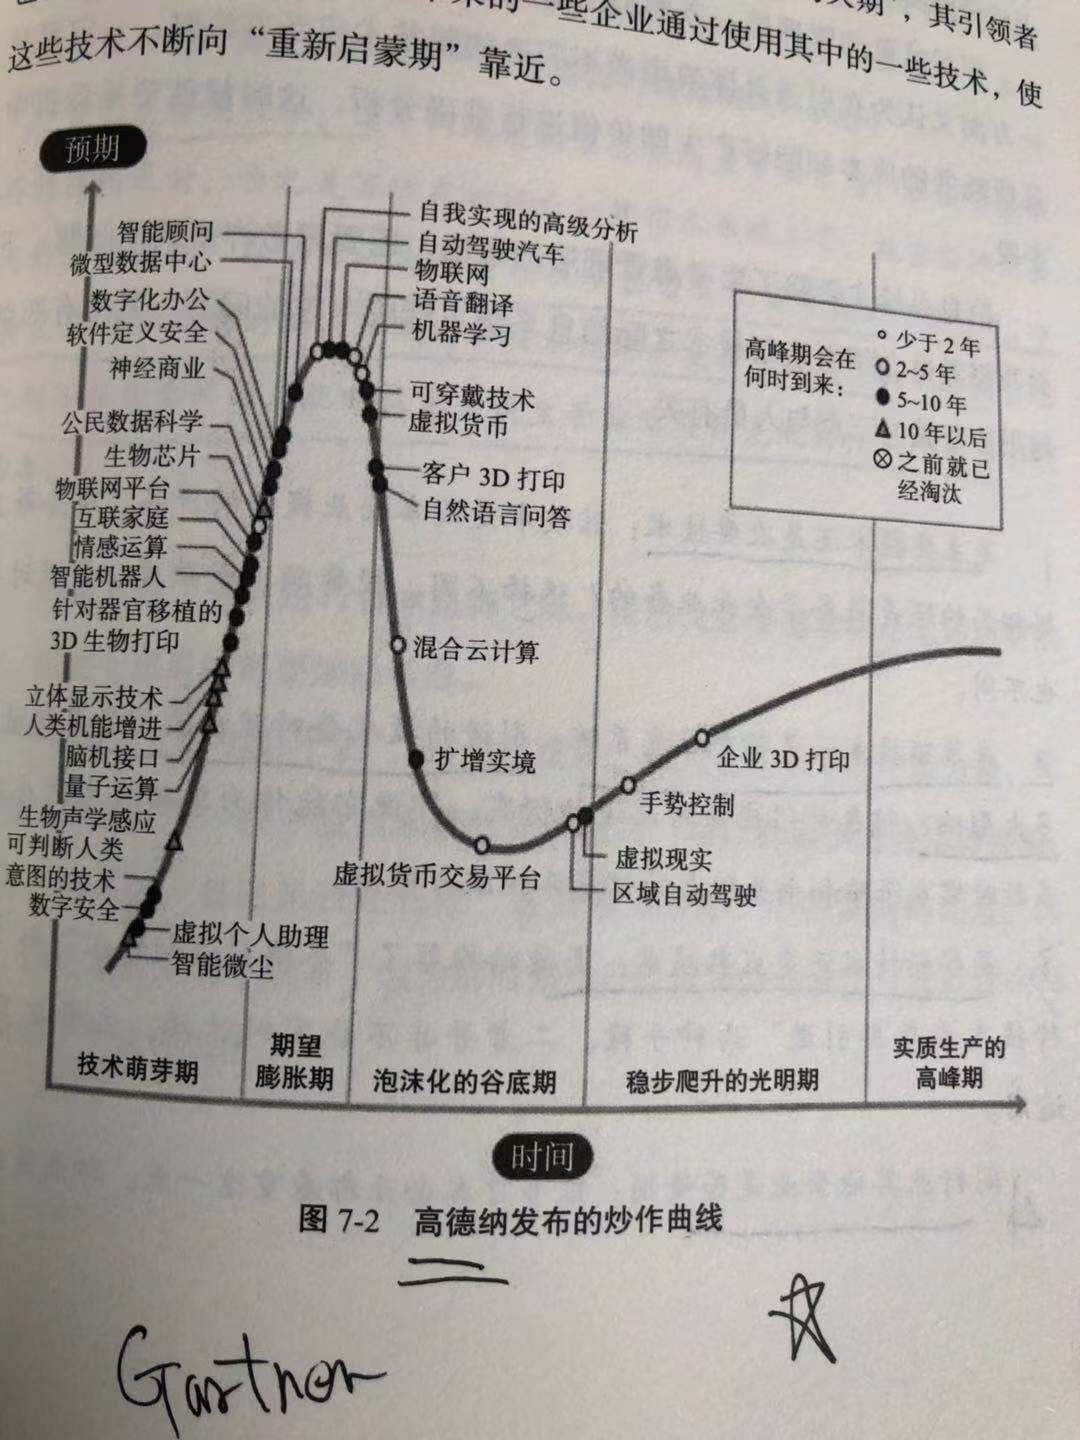 的一些企业通过使用其中的一些技术，使
期”，其引领者
这些技术不断向“重新启蒙期”靠近。
预期
智能顾问
微型数据中心
数字化办公
软件定义安全
神经商业
公民数据科学
生物芯片
物联网平台
互联家庭
情感运算
智能机器人
针对器官移植的
3D 生物打印
立体显示技术
人类机能增进
脑机接口
量子运算
生物声学感应
可判断人类
意图的技术
数字安全
虚拟个人助理
智能微尘
自我实现的高级分析
自动驾驶汽车
物联网
语音翻译
机器学习
可穿戴技术
虚拟货币
客户 3D 打印
自然语言问答
混合云计算
扩增实境
虚拟货币交易平台
虚拟现实
区域自动驾驶
手势控制
企业 3D 打印
高峰期会在
何时到来：
少于 2 年
2~5 年
5~10 年
10 年以后
之前就已
经淘汰
技术萌芽期
期望
膨胀期
泡沫化的谷底期
稳步爬升的光明期
实质生产的
高峰期
时间
图 7-2 高德纳发布的炒作曲线
Gartner